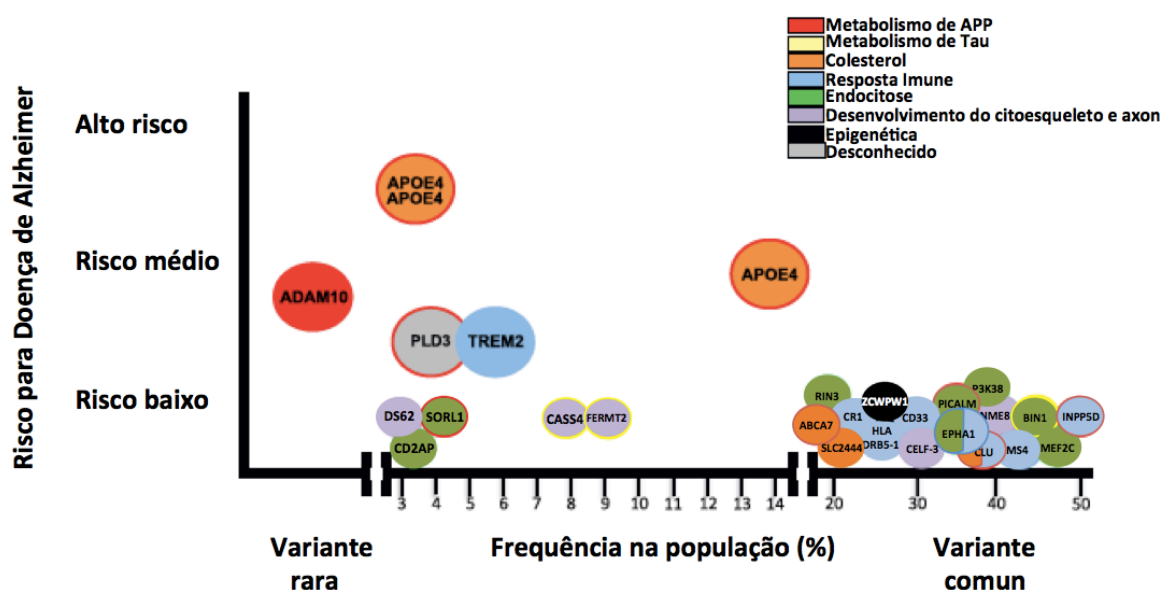 Metabolismo de APP
Metabolismo de Tau
Colesterol
Resposta Imune
Endocitose
Desenvolvimento do citoesqueleto e axon
Epigenética
Desconhecido
Risco para Doença de Alzheimer
Alto risco
Risco médio
Risco baixo
APOE4
APOE4
APOE4
ADAM10
PLD3
TREM2
DS62
SORL1
CD2AP
CASS4
FERMT2
RIN3
ZCWPW1
P3K38
ABCA7
CR1
CD33
PICALM
NME8
BIN1
INPP5D
HLA
DRB5-1
SLC2444
CELF-3
EPHA1
CLU
MS4
MEF2C
3 4 5 6 7 8 9 10 11 12 13 14 20 30 40 50
Variante
rara
Frequência na população (%)
Variante
comun